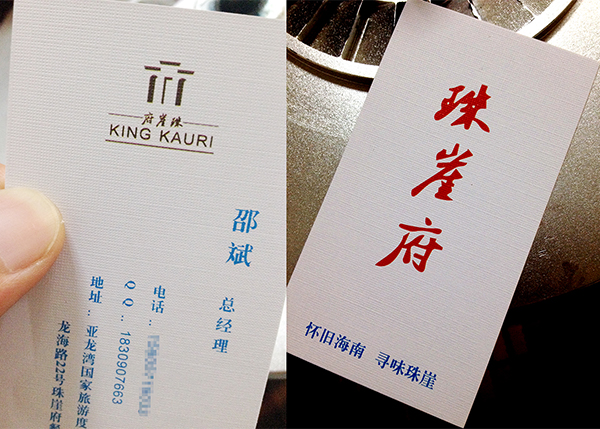 府崖珠
KING KAURI
邵斌 总经理
电话:
QQ:1830907663
地址:亚龙湾国家旅游度
龙海路22号珠崖府
珠崖府
怀旧海南 寻味珠崖